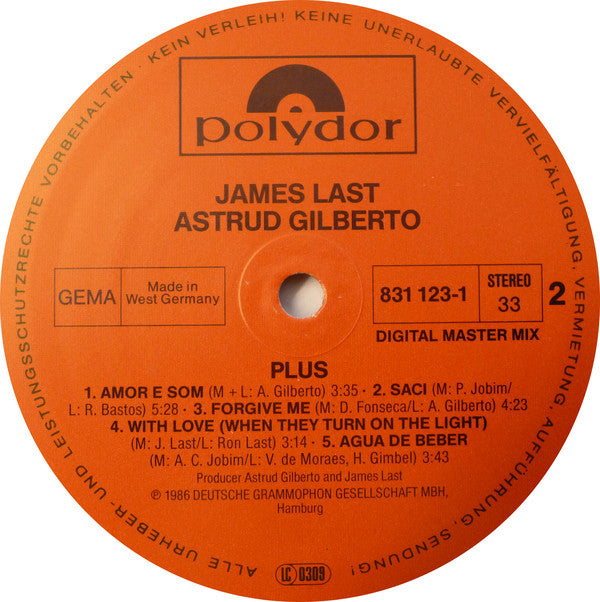 ALLE URHEBER- UND LEISTUNGSSCHUTZRECHTE VORBEHALTEN · KEIN VERLEIH! KEINE UNERLAUBTE VERVIELFÄLTIGUNG, VERMIETUNG, AUFFÜHRUNG, SENDUNG!
polydor
JAMES LAST
ASTRUD GILBERTO
GEMA
Made in
West Germany
831 123-1
STEREO
33
2
DIGITAL MASTER MIX
PLUS
1. AMOR E SOM (M + L: A. Gilberto) 3:35 · 2. SACI (M: P. Jobim/
L: R. Bastos) 5:28 · 3. FORGIVE ME (M: D. Fonseca/L: A. Gilberto) 4:23
4. WITH LOVE (WHEN THEY TURN ON THE LIGHT)
(M: J. Last/L: Ron Last) 3:14 · 5. AGUA DE BEBER
(M: A. C. Jobim/L: V. de Moraes, H. Gimbel) 3:43
Producer Astrud Gilberto and James Last
℗ 1986 DEUTSCHE GRAMMOPHON GESELLSCHAFT MBH,
Hamburg
LC 0309